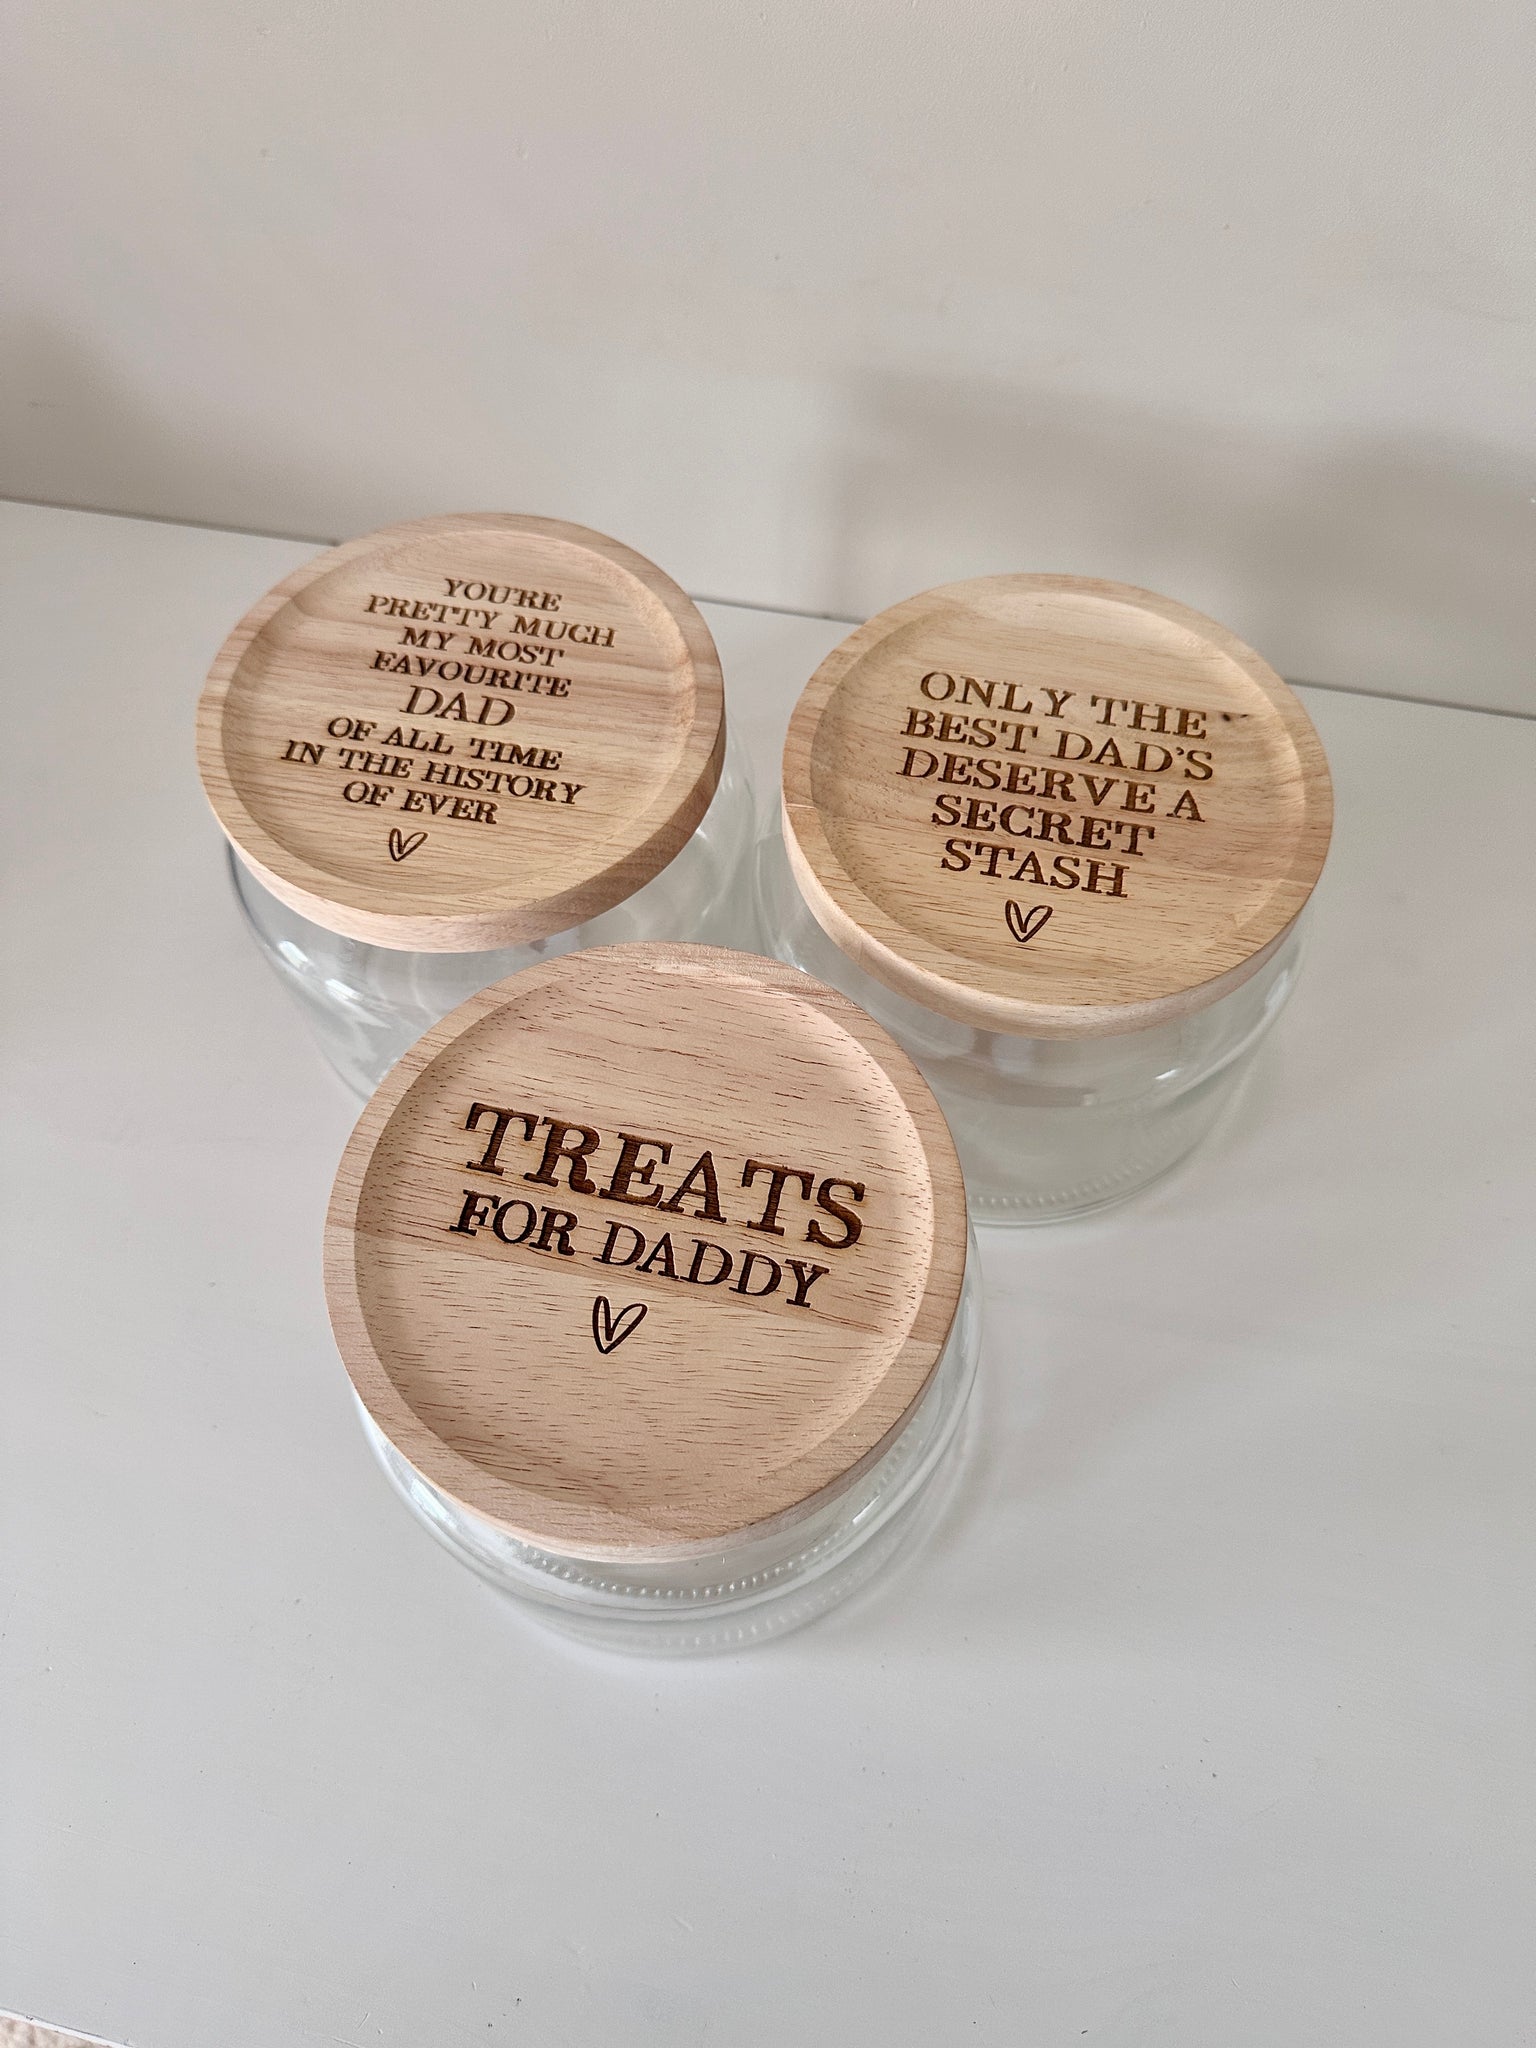 YOU'RE
PRETTY MUCH
MY MOST
FAVOURITE
DAD
OF ALL TIME
IN THE HISTORY
OF EVER
ONLY THE
BEST DAD'S
DESERVE A
SECRET
STASH
TREATS
FOR DADDY